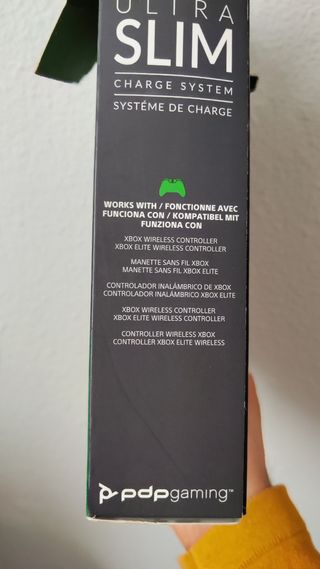 ULTRA
SLIM
CHARGE SYSTEM
SYSTÉME DE CHARGE
WORKS WITH / FONCTIONNE AVEC
FUNCIONA CON / KOMPATIBEL MIT
FUNZIONA CON
XBOX WIRELESS CONTROLLER
XBOX ELITE WIRELESS CONTROLLER
MANETTE SANS FIL XBOX
MANETTE SANS FIL XBOX ELITE
CONTROLADOR INALÁMBRICO DE XBOX
CONTROLADOR INALÁMBRICO XBOX ELITE
XBOX WIRELESS CONTROLLER
XBOX ELITE WIRELESS CONTROLLER
CONTROLLER WIRELESS XBOX
CONTROLLER XBOX ELITE WIRELESS
pdpgaming™